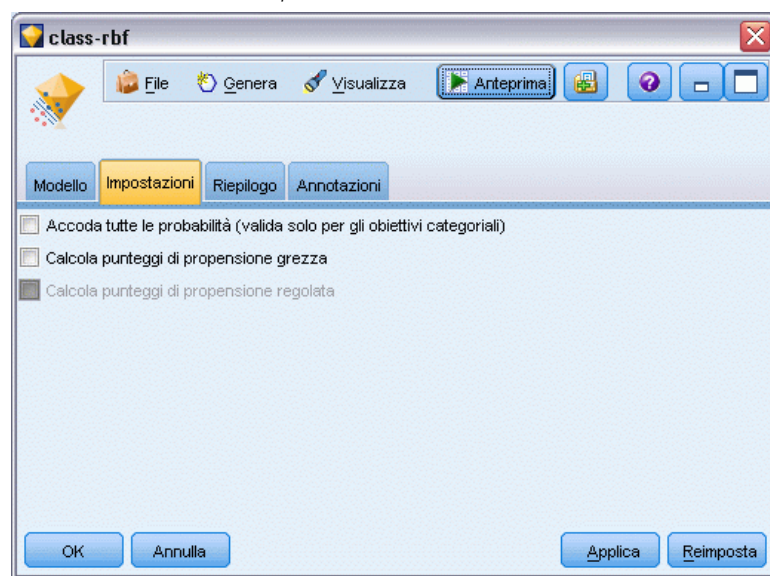 class-rbf
File Genera Visualizza Anteprima
Modello Impostazioni Riepilogo Annotazioni
Accoda tutte le probabilità (valida solo per gli obiettivi categoriali)
Calcola punteggi di propensione grezza
Calcola punteggi di propensione regolata
OK Annulla Applica Reimposta